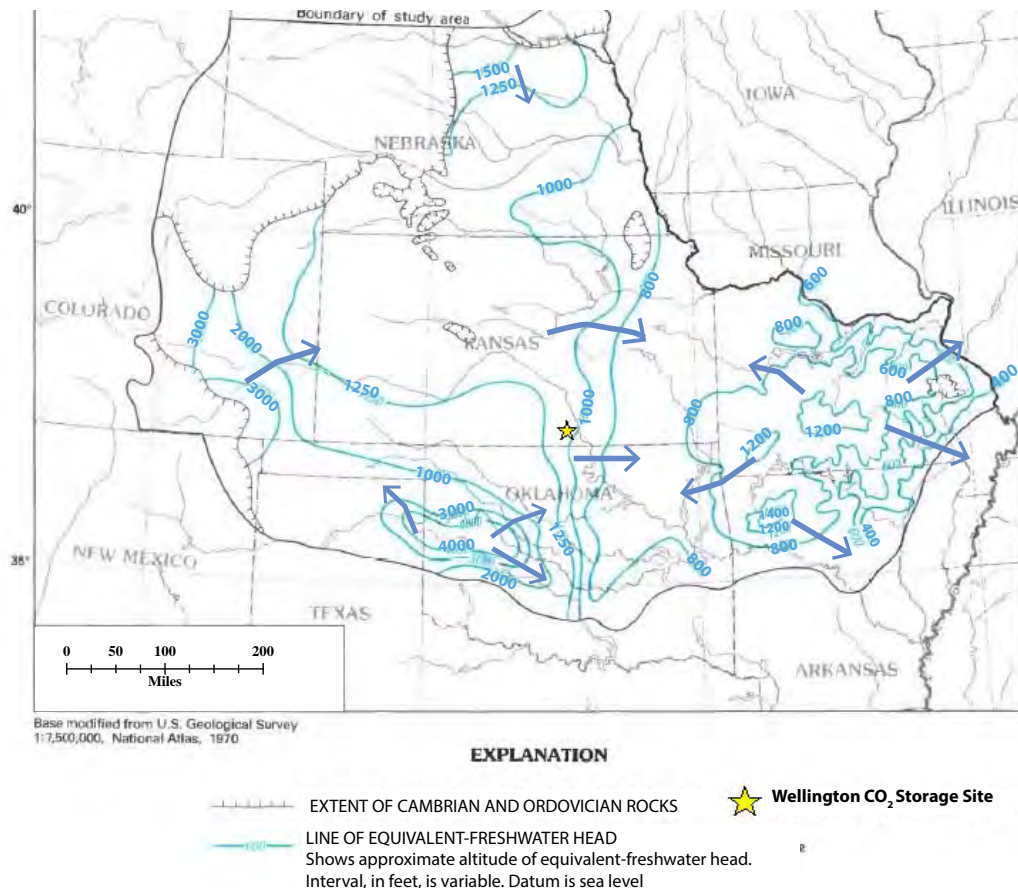 Boundary of study area
1500
1250
IOWA
NEBRASKA
1000
40°
ILLINOIS
MISSOURI
600
800
COLORADO
3000
2000
800
KANSAS
600
3000
1250
400
800
1000
800
1200
1200
1000
OKLAHOMA
3000
1400
1200
4000
1250
400
35°
2000
800
800
NEW MEXICO
TEXAS
ARKANSAS
0 50 100 200
Miles
Base modified from U.S. Geological Survey
1:7,500,000, National Atlas, 1970
EXPLANATION
EXTENT OF CAMBRIAN AND ORDOVICIAN ROCKS
Wellington CO2 Storage Site
LINE OF EQUIVALENT-FRESHWATER HEAD
Shows approximate altitude of equivalent-freshwater head.
Interval, in feet, is variable. Datum is sea level